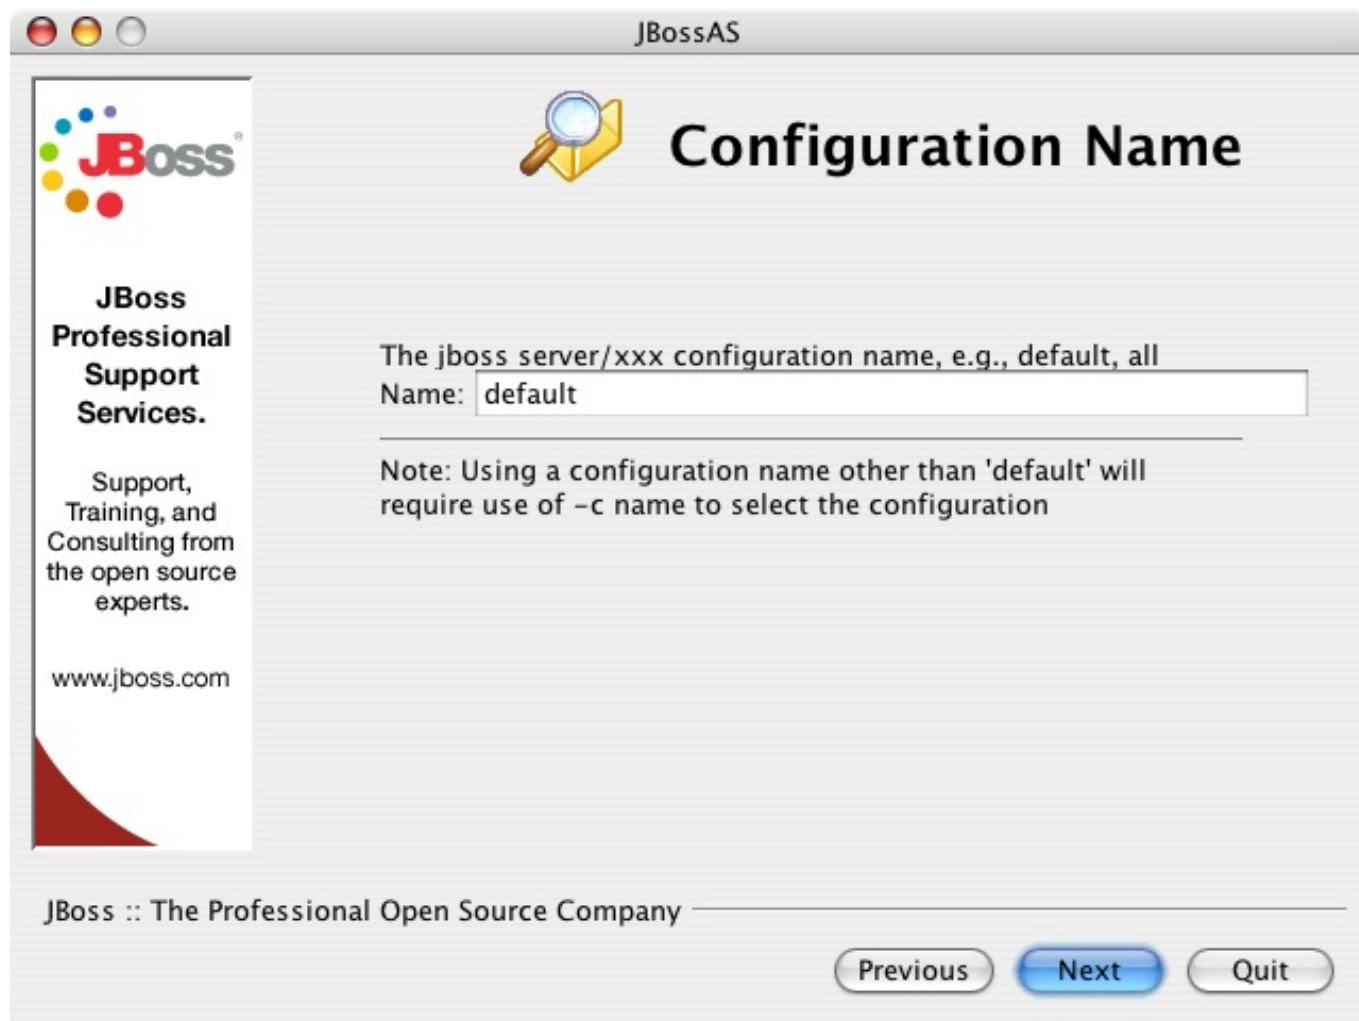 JBossAS
JBoss®
Configuration Name
JBoss
Professional
Support
Services.
Support,
Training, and
Consulting from
the open source
experts.
www.jboss.com
The jboss server/xxx configuration name, e.g., default, all
Name: default
Note: Using a configuration name other than 'default' will
require use of -c name to select the configuration
JBoss :: The Professional Open Source Company
Previous Next Quit